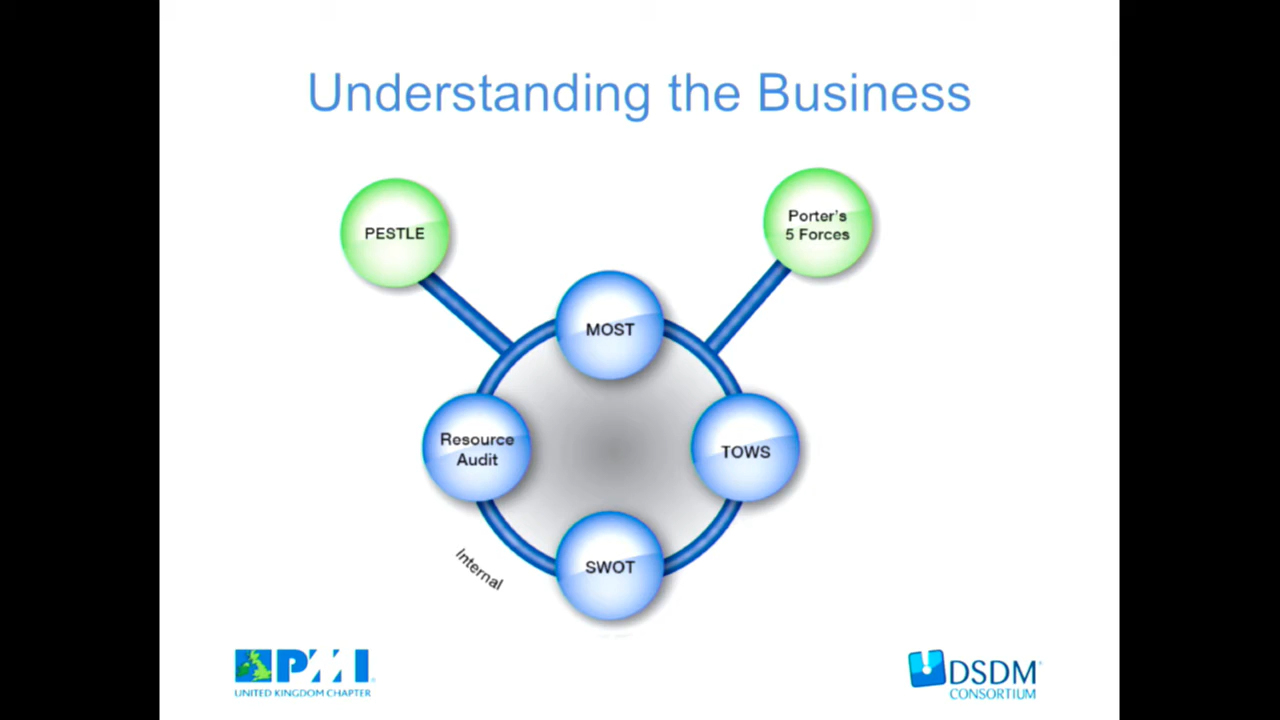 Understanding the Business
PESTLE
Porter's
5 Forces
MOST
Resource
Audit
TOWS
SWOT
Internal
PMI
UNITED KINGDOM CHAPTER
DSDM
CONSORTIUM